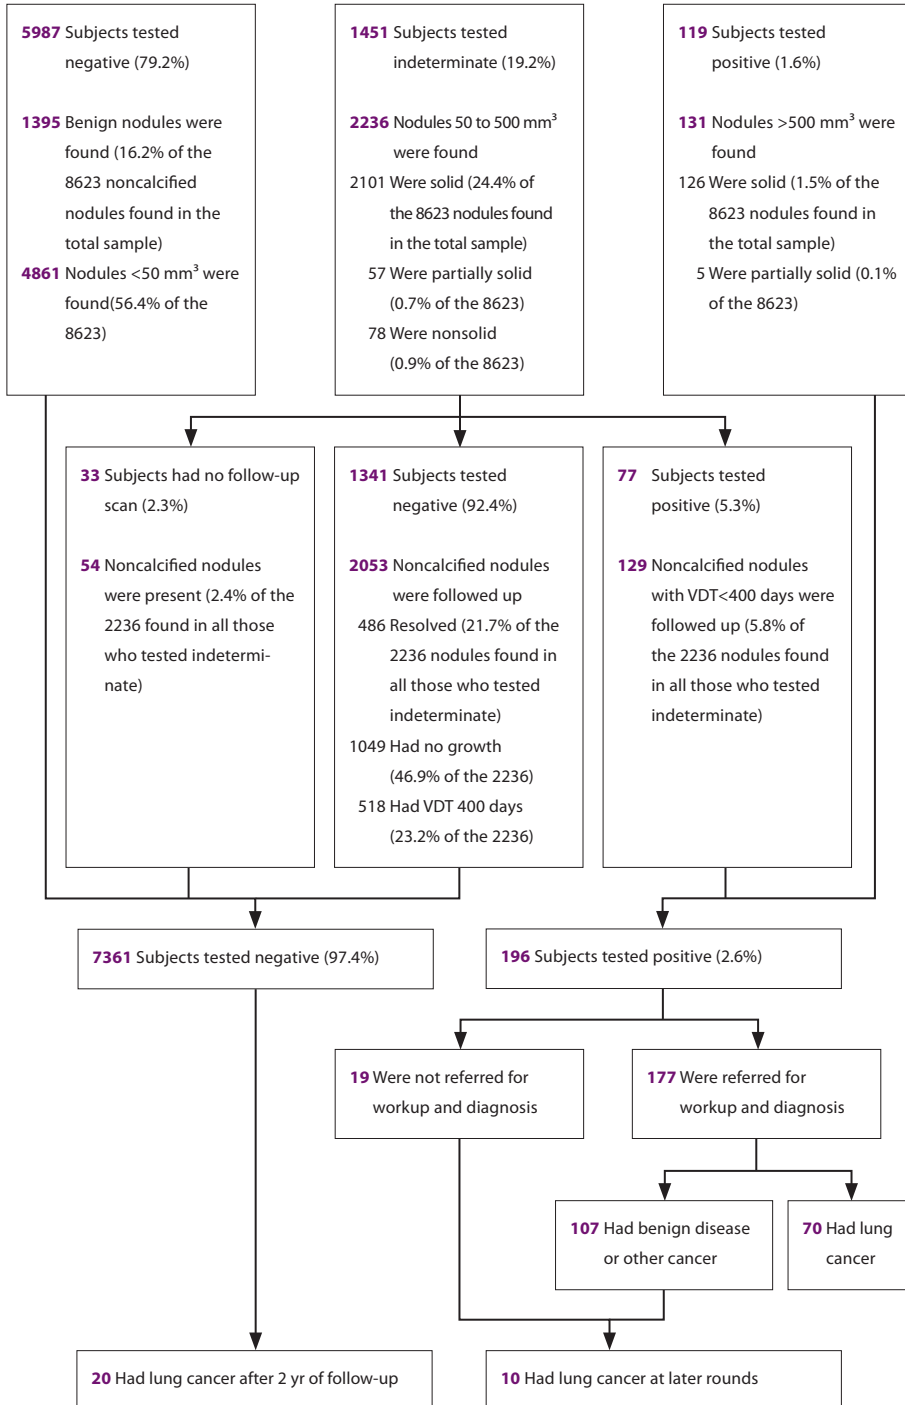 5987 Subjects tested
negative (79.2%)
1395 Benign nodules were
found (16.2% of the
8623 noncalcified
nodules found in the
total sample)
4861 Nodules <50 mm³ were
found(56.4% of the
8623)
1451 Subjects tested
indeterminate (19.2%)
2236 Nodules 50 to 500 mm³
were found
2101 Were solid (24.4% of
the 8623 nodules found
in the total sample)
57 Were partially solid
(0.7% of the 8623)
78 Were nonsolid
(0.9% of the 8623)
119 Subjects tested
positive (1.6%)
131 Nodules >500 mm³ were
found
126 Were solid (1.5% of the
8623 nodules found in
the total sample)
5 Were partially solid (0.1%
of the 8623)
33 Subjects had no follow-up
scan (2.3%)
54 Noncalcified nodules
were present (2.4% of the
2236 found in all those
who tested indetermi-
nate)
1341 Subjects tested
negative (92.4%)
2053 Noncalcified nodules
were followed up
486 Resolved (21.7% of the
2236 nodules found in
all those who tested
indeterminate)
1049 Had no growth
(46.9% of the 2236)
518 Had VDT 400 days
(23.2% of the 2236)
77 Subjects tested
positive (5.3%)
129 Noncalcified nodules
with VDT<400 days were
followed up (5.8% of
the 2236 nodules found
in all those who tested
indeterminate)
7361 Subjects tested negative (97.4%)
196 Subjects tested positive (2.6%)
19 Were not referred for
workup and diagnosis
177 Were referred for
workup and diagnosis
107 Had benign disease
or other cancer
70 Had lung
cancer
20 Had lung cancer after 2 yr of follow-up
10 Had lung cancer at later rounds